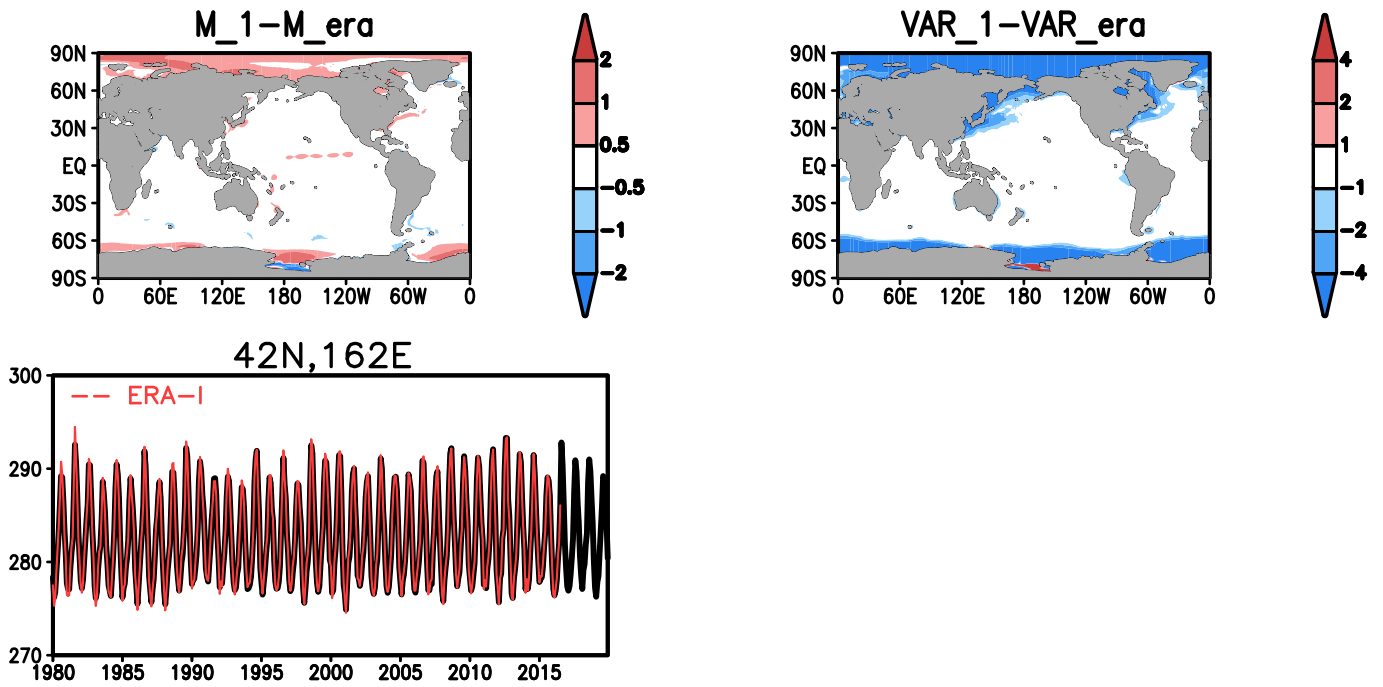 M_1−M_era
90N
60N
30N
EQ
30S
60S
90S
0 60E 120E 180 120W 60W 0
2
1
0.5
−0.5
−1
−2
VAR_1−VAR_era
90N
60N
30N
EQ
30S
60S
90S
0 60E 120E 180 120W 60W 0
4
2
1
−1
−2
−4
42N,162E
ERA−I
300
290
280
270
1980 1985 1990 1995 2000 2005 2010 2015